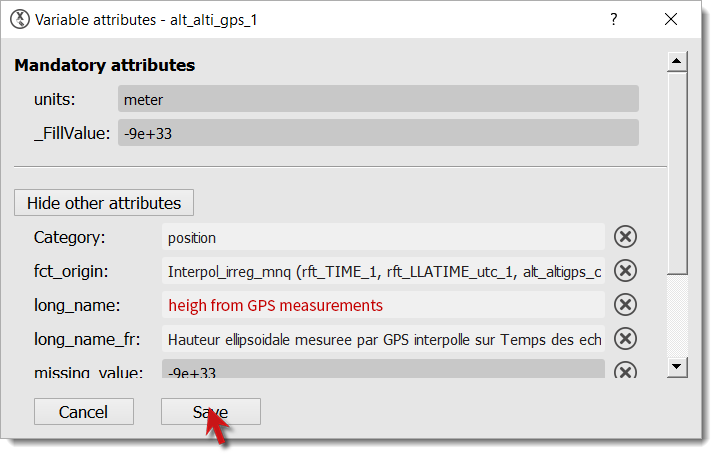 Variable attributes - alt_alti_gps_1
Mandatory attributes
units: meter
_FillValue: -9e+33
Hide other attributes
Category: position
fct_origin: Interpol_irreg_mnq (rft_TIME_1, rft_LLATIME_utc_1, alt_altigps_c
long_name: heigh from GPS measurements
long_name_fr: Hauteur ellipsoidale mesuree par GPS interpolle sur Temps des ech
missing_value: -9e+33
Cancel Save